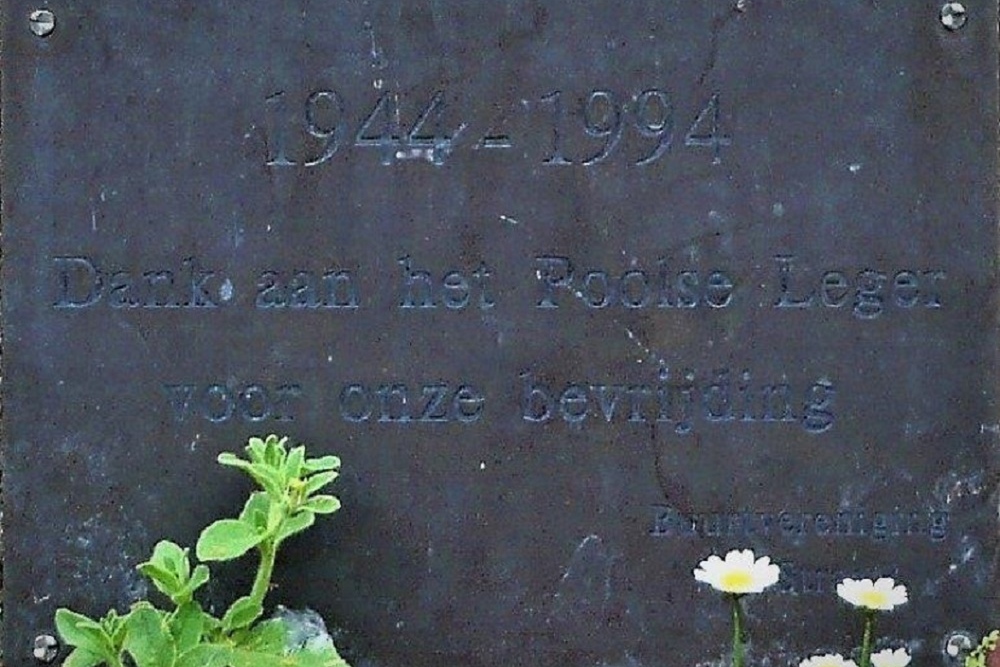 1944 - 1994
Dank aan het Poolse Leger
voor onze bevrijding
Buurtvereniging